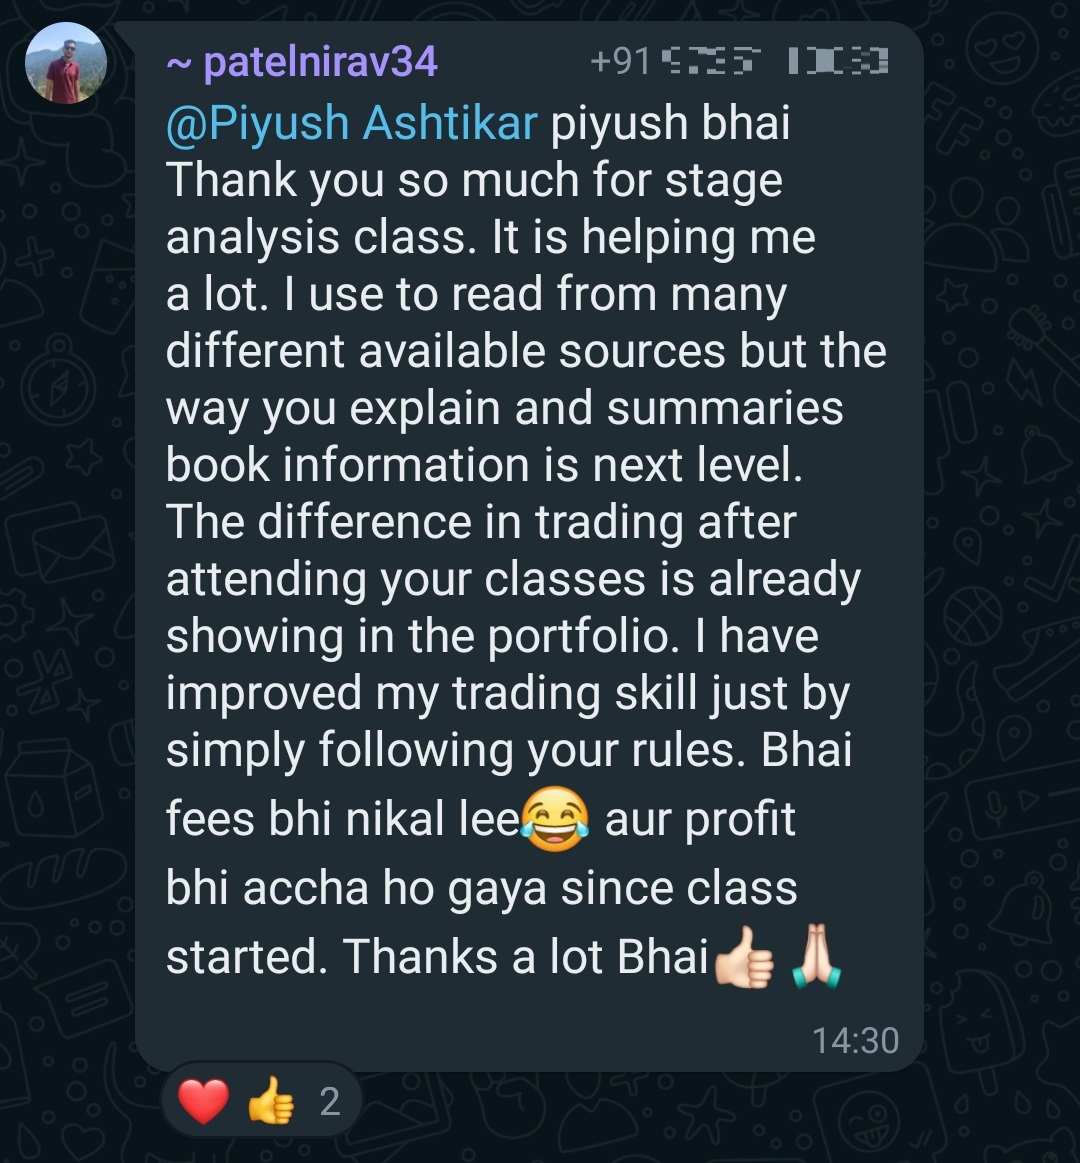 ~ patelnirav34 +91
@Piyush Ashtikar piyush bhai
Thank you so much for stage
analysis class. It is helping me
a lot. I use to read from many
different available sources but the
way you explain and summaries
book information is next level.
The difference in trading after
attending your classes is already
showing in the portfolio. I have
improved my trading skill just by
simply following your rules. Bhai
fees bhi nikal lee😂 aur profit
bhi accha ho gaya since class
started. Thanks a lot Bhai👍🏻🙏🏻
14:30
❤️👍 2